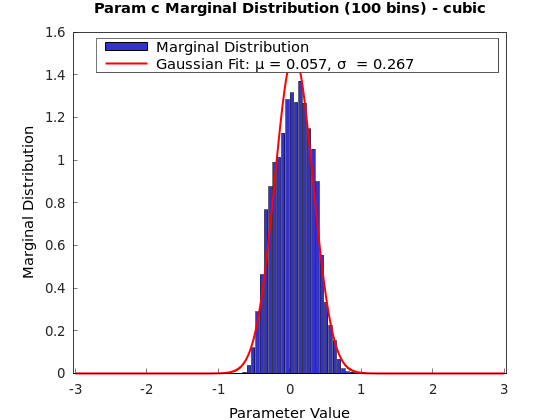 Param c Marginal Distribution (100 bins) - cubic
Marginal Distribution
Gaussian Fit: μ = 0.057, σ = 0.267
1.6
1.4
1.2
1
0.8
0.6
0.4
0.2
0
Marginal Distribution
-3 -2 -1 0 1 2 3
Parameter Value